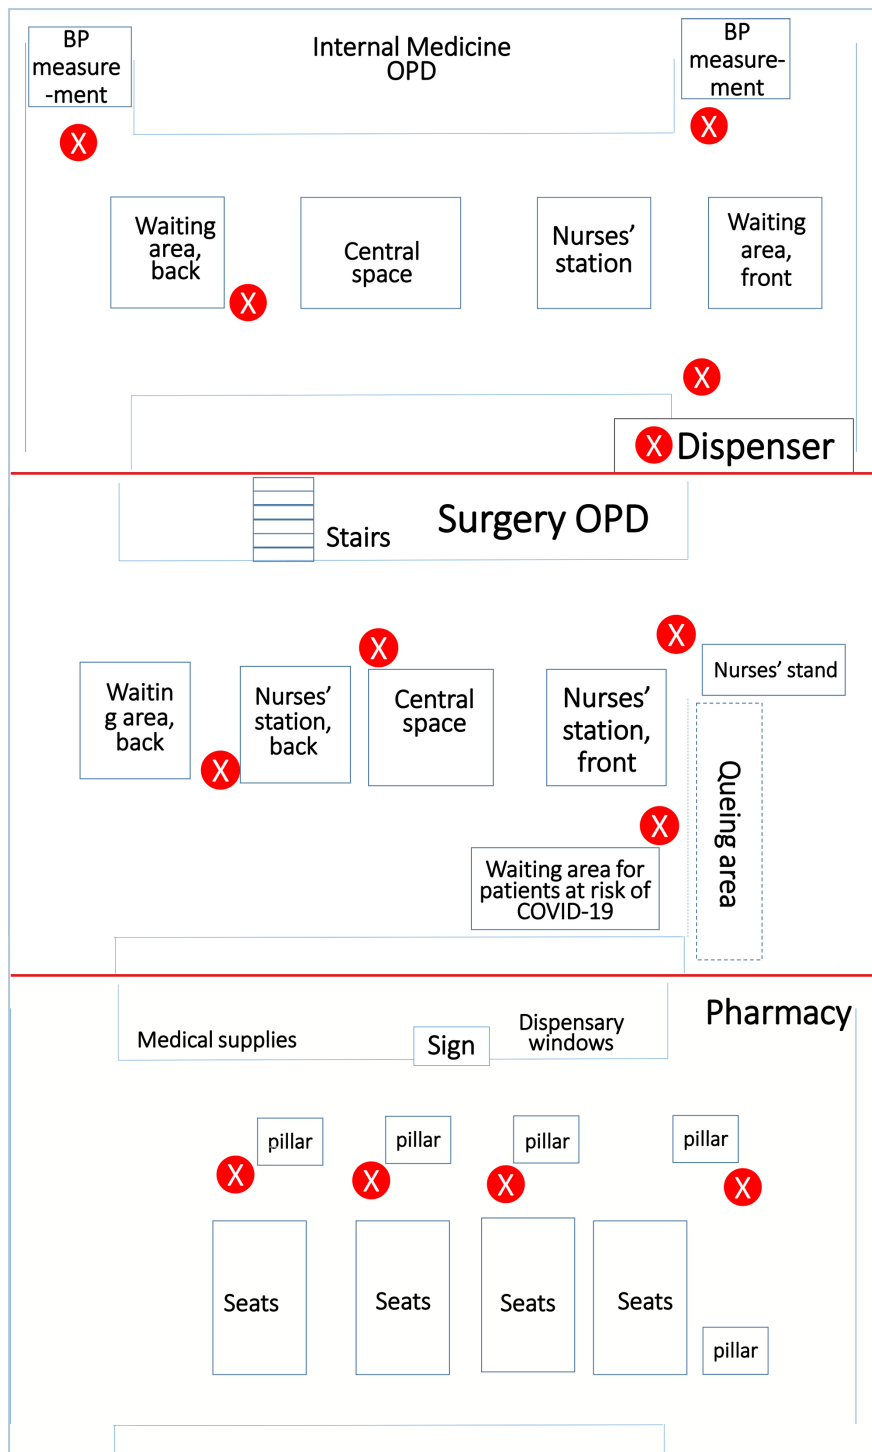 BP
measure
-ment
Internal Medicine
OPD
BP
measure-
ment
X
X
Waiting
area,
back
Central
space
Nurses’
station
Waiting
area,
front
X
X
X Dispenser
Surgery OPD
Stairs
X
X
Nurses’ stand
Waitin
g area,
back
Nurses’
station,
back
Central
space
Nurses’
station,
front
X
Queing area
X
Waiting area for
patients at risk of
COVID-19
Pharmacy
Medical supplies
Sign
Dispensary
windows
pillar
pillar
pillar
pillar
X
X
X
X
Seats
Seats
Seats
Seats
pillar